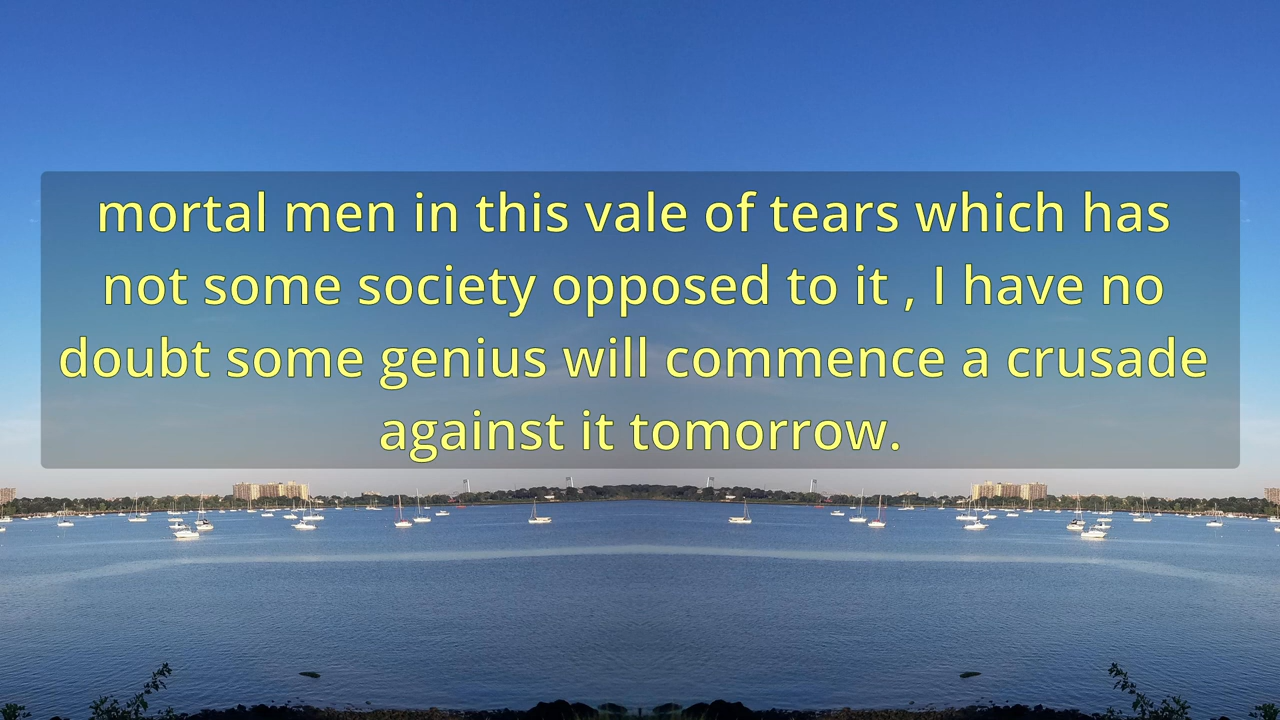 mortal men in this vale of tears which has
not some society opposed to it , I have no
doubt some genius will commence a crusade
against it tomorrow.